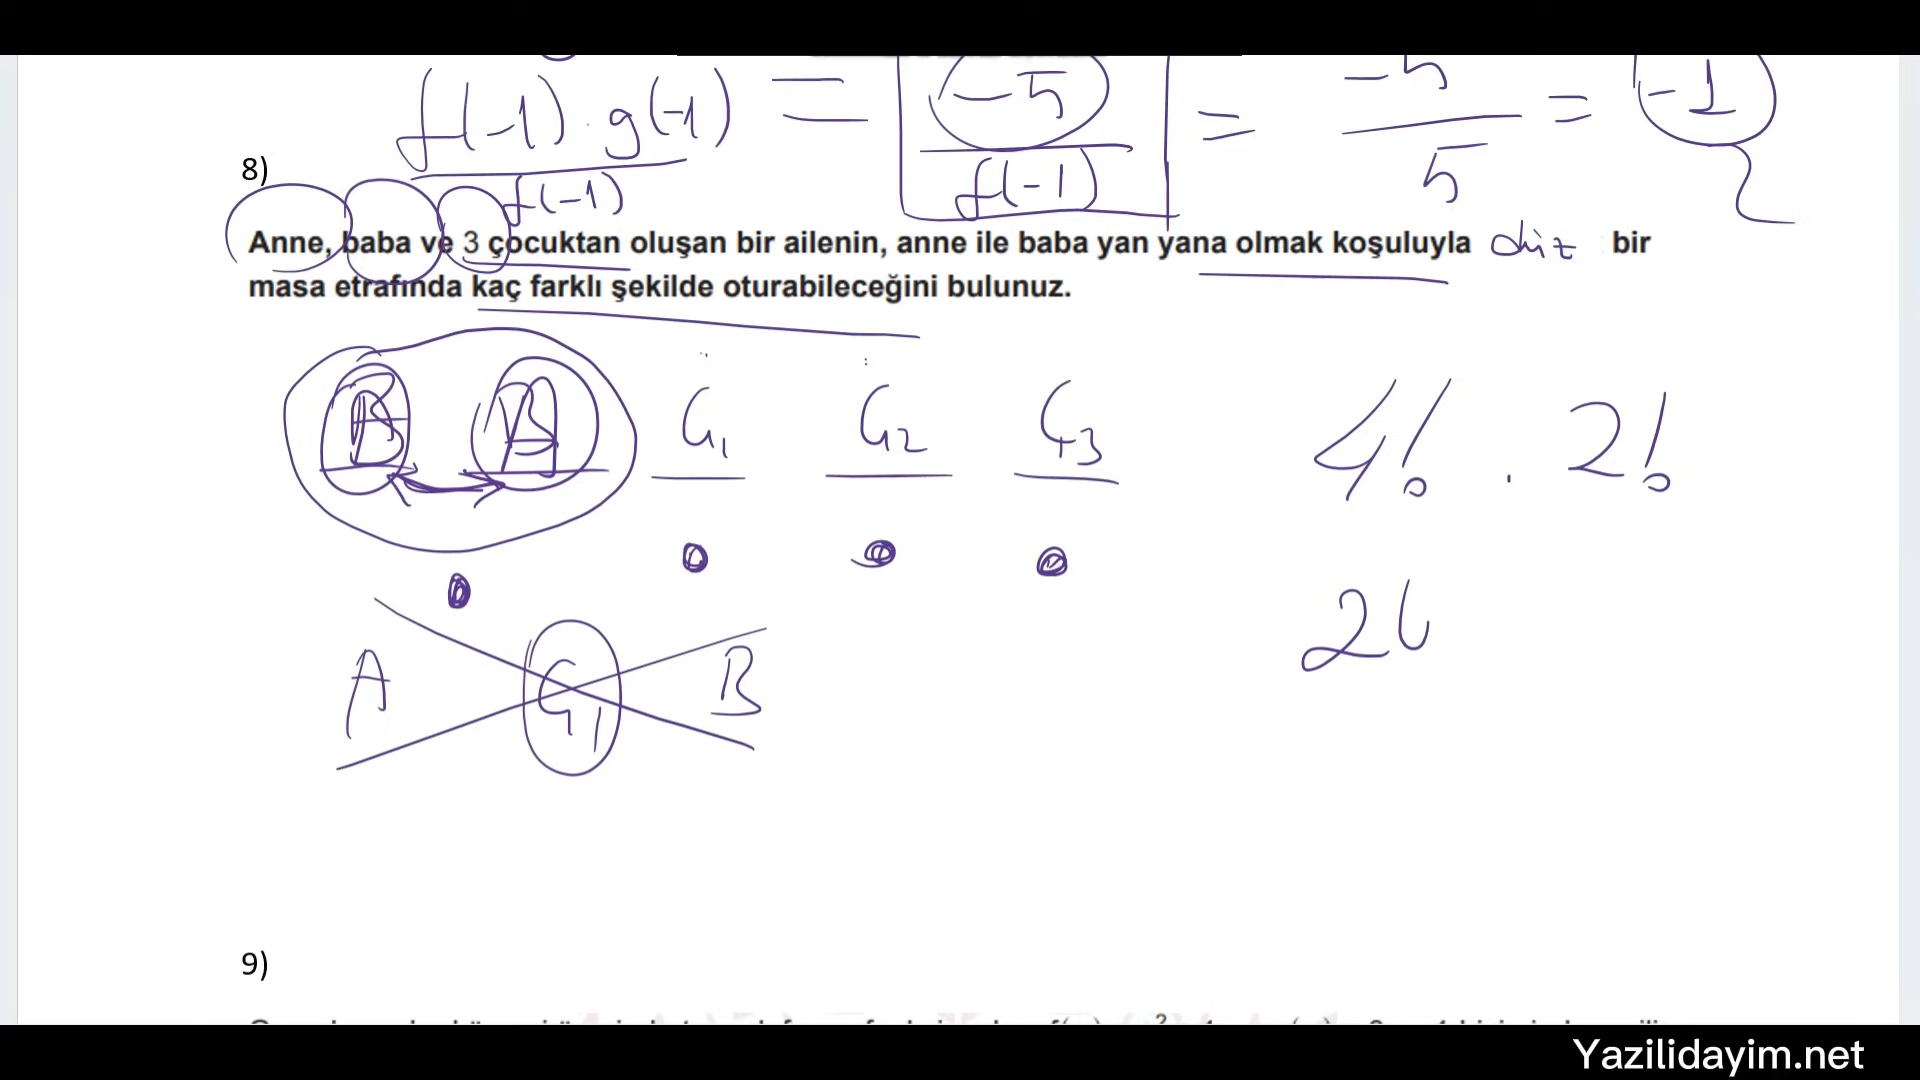 f(-1) . g(-1) = -5 = -5 = -1
f(-1) f(-1) 5
8)
Anne, baba ve 3 çocuktan oluşan bir ailenin, anne ile baba yan yana olmak koşuluyla düz bir
masa etrafında kaç farklı şekilde oturabileceğini bulunuz.
Ç1 Ç2 Ç3 4! . 2!
A Ç1 B
9)
Yazilidayim.net